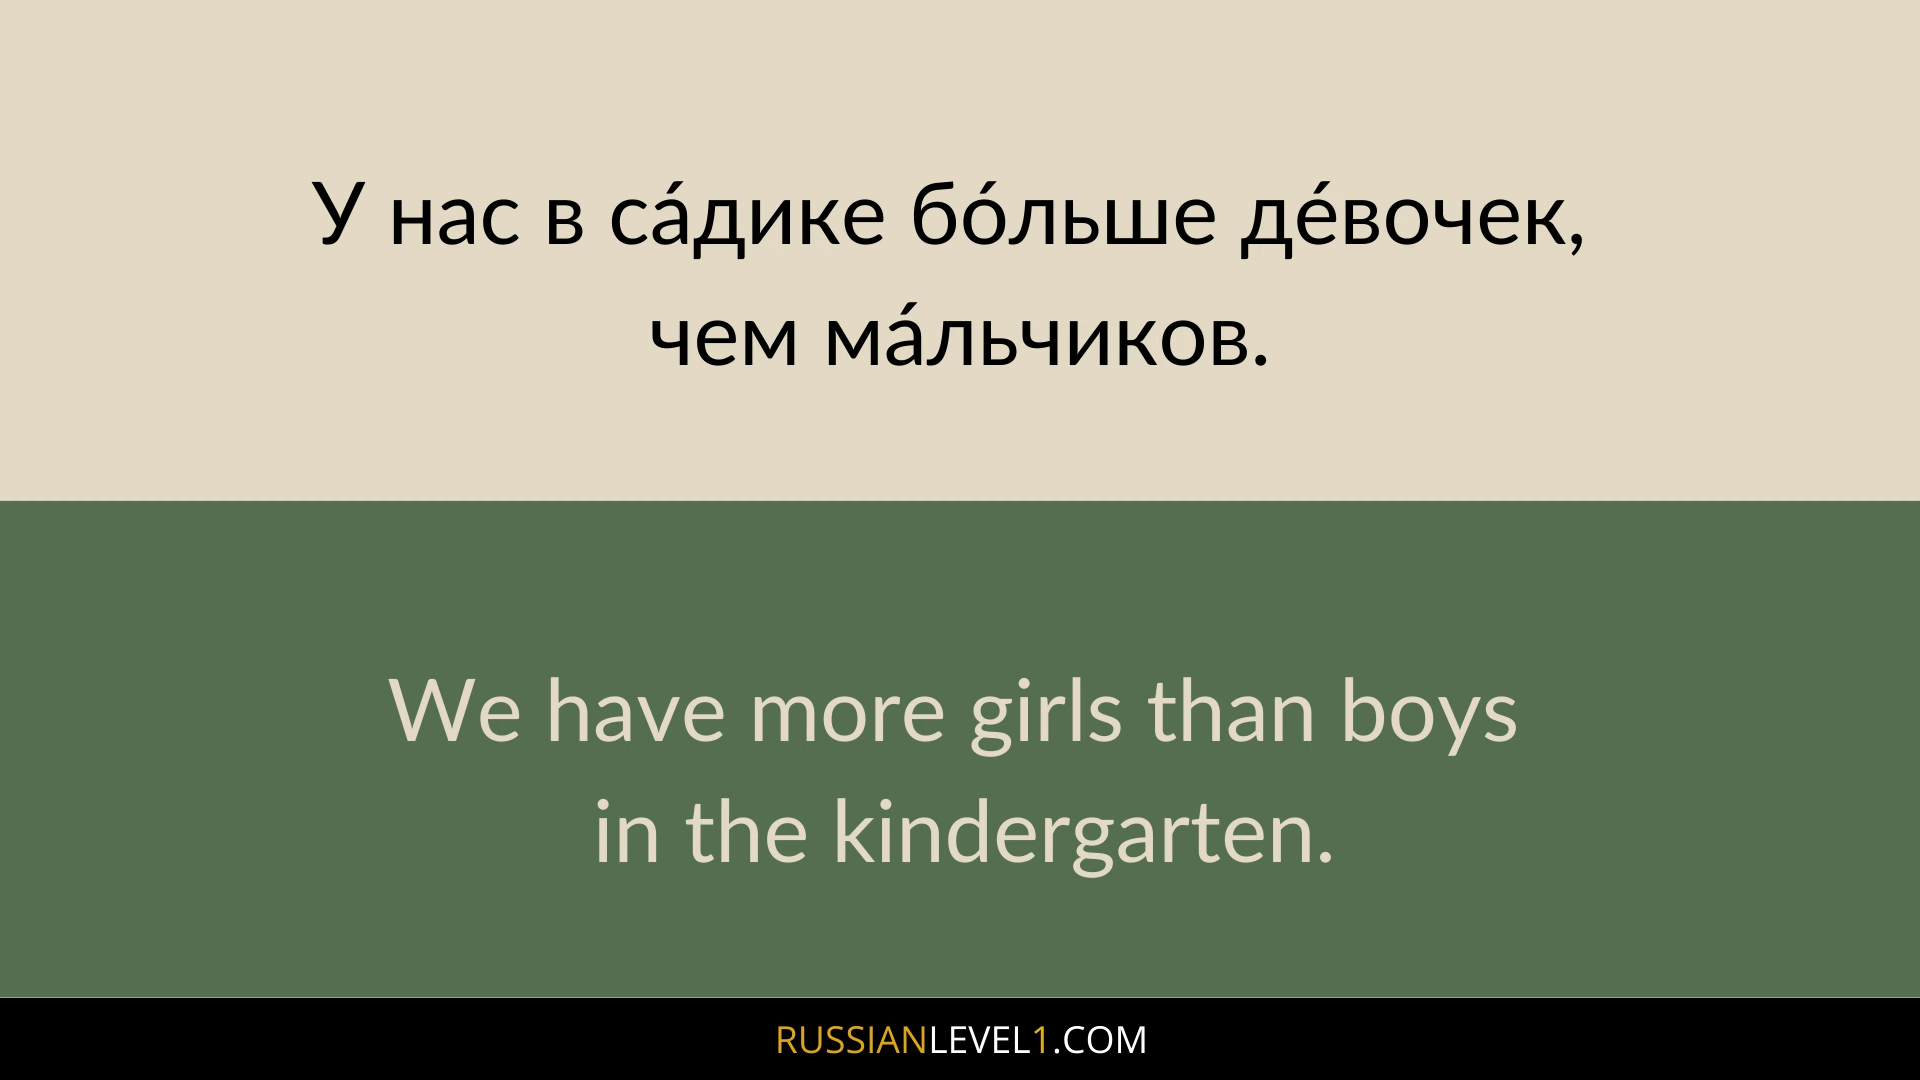 У нас в са́дике бо́льше де́вочек,
чем ма́льчиков.
We have more girls than boys
in the kindergarten.
RUSSIANLEVEL1.COM